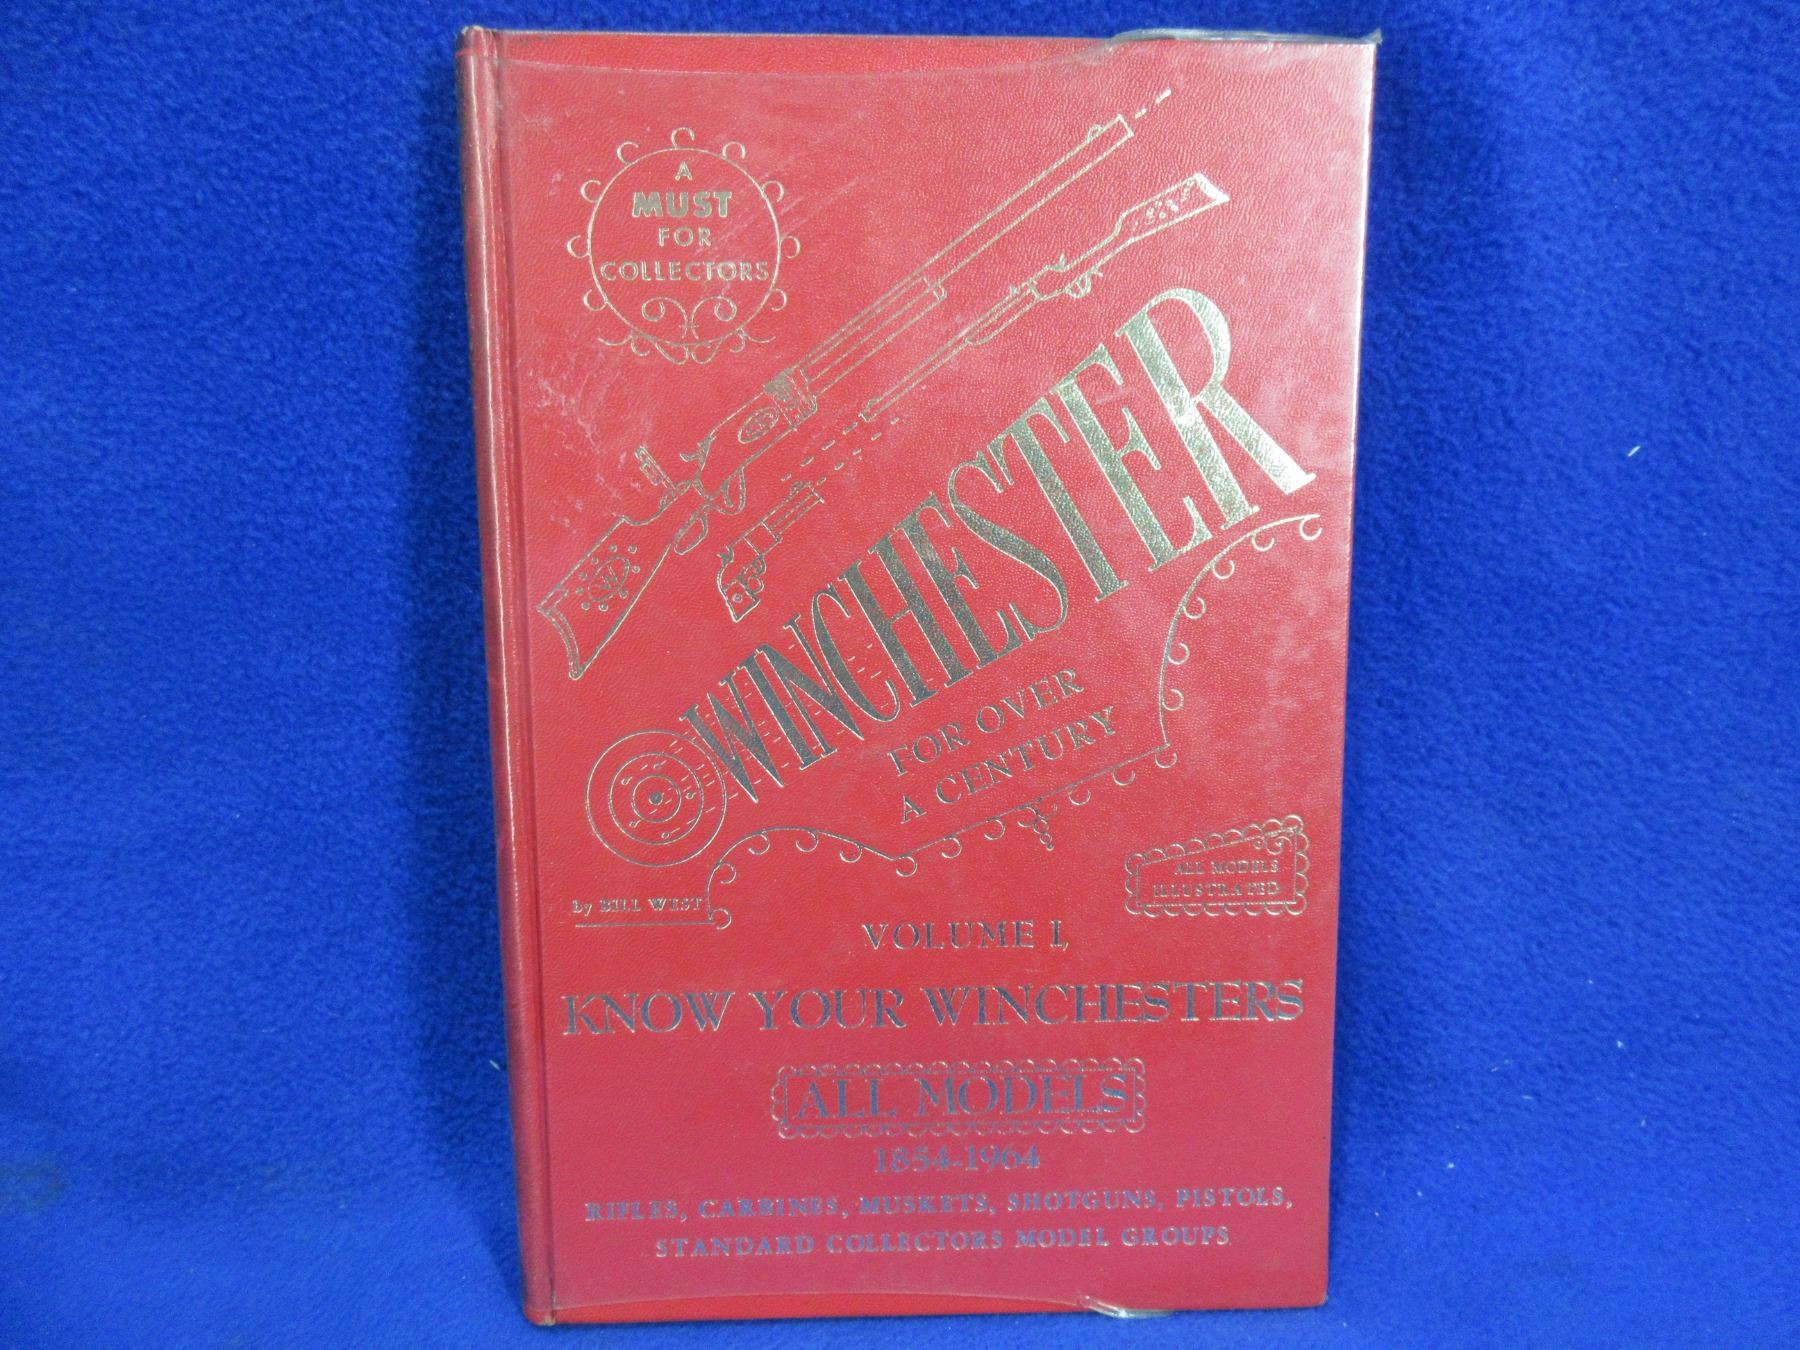 A
MUST
FOR
COLLECTORS
WINCHESTER
FOR OVER
A CENTURY
by BILL WEST
ALL MODELS
ILLUSTRATED
VOLUME I,
KNOW YOUR WINCHESTERS
ALL MODELS
1854-1964
RIFLES, CARBINES, MUSKETS, SHOTGUNS, PISTOLS,
STANDARD COLLECTORS MODEL GROUPS